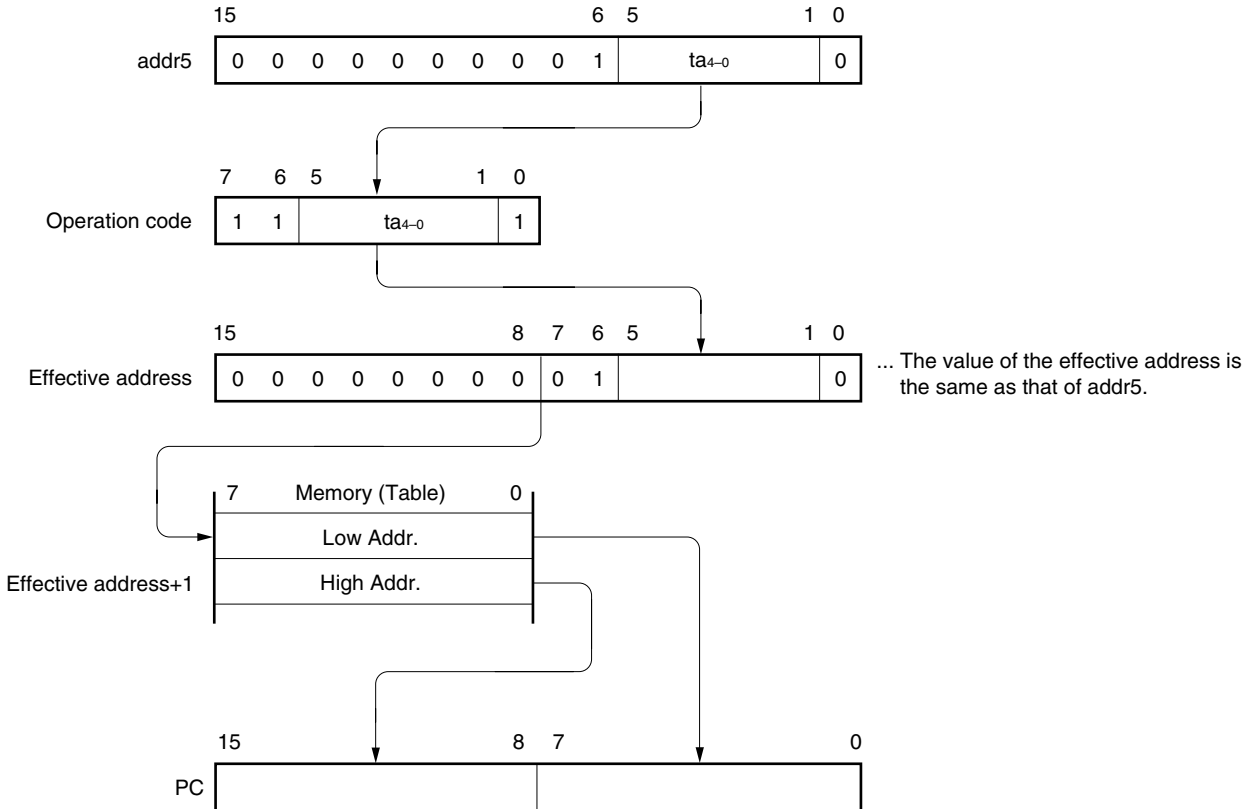 15 6 5 1 0
addr5 0 0 0 0 0 0 0 0 0 1 ta4–0 0
7 6 5 1 0
Operation code 1 1 ta4–0 1
15 8 7 6 5 1 0
Effective address 0 0 0 0 0 0 0 0 0 1 0 ... The value of the effective address is
the same as that of addr5.
7 Memory (Table) 0
Low Addr.
Effective address+1 High Addr.
15 8 7 0
PC